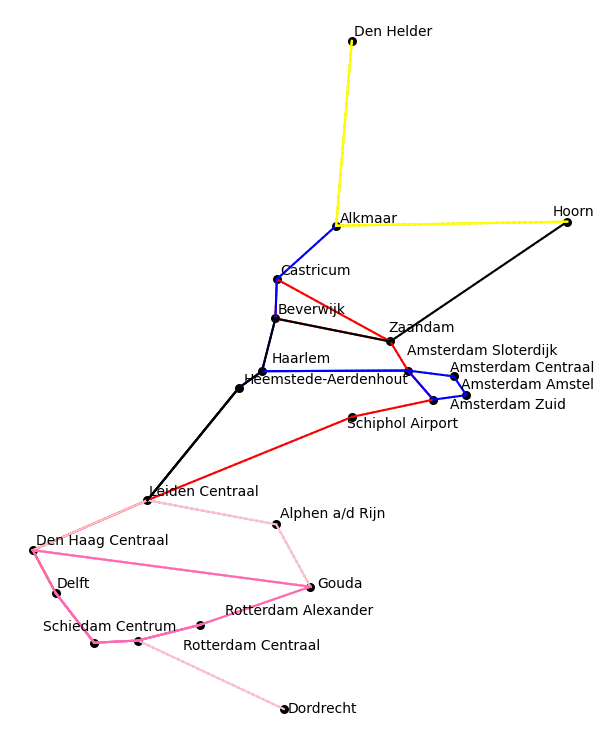 Den Helder
Hoorn
Alkmaar
Castricum
Beverwijk
Zaandam
Amsterdam Sloterdijk
Haarlem
Amsterdam Centraal
Heemstede-Aerdenhout
Amsterdam Amstel
Amsterdam Zuid
Schiphol Airport
Leiden Centraal
Alphen a/d Rijn
Den Haag Centraal
Delft
Gouda
Rotterdam Alexander
Schiedam Centrum
Rotterdam Centraal
Dordrecht